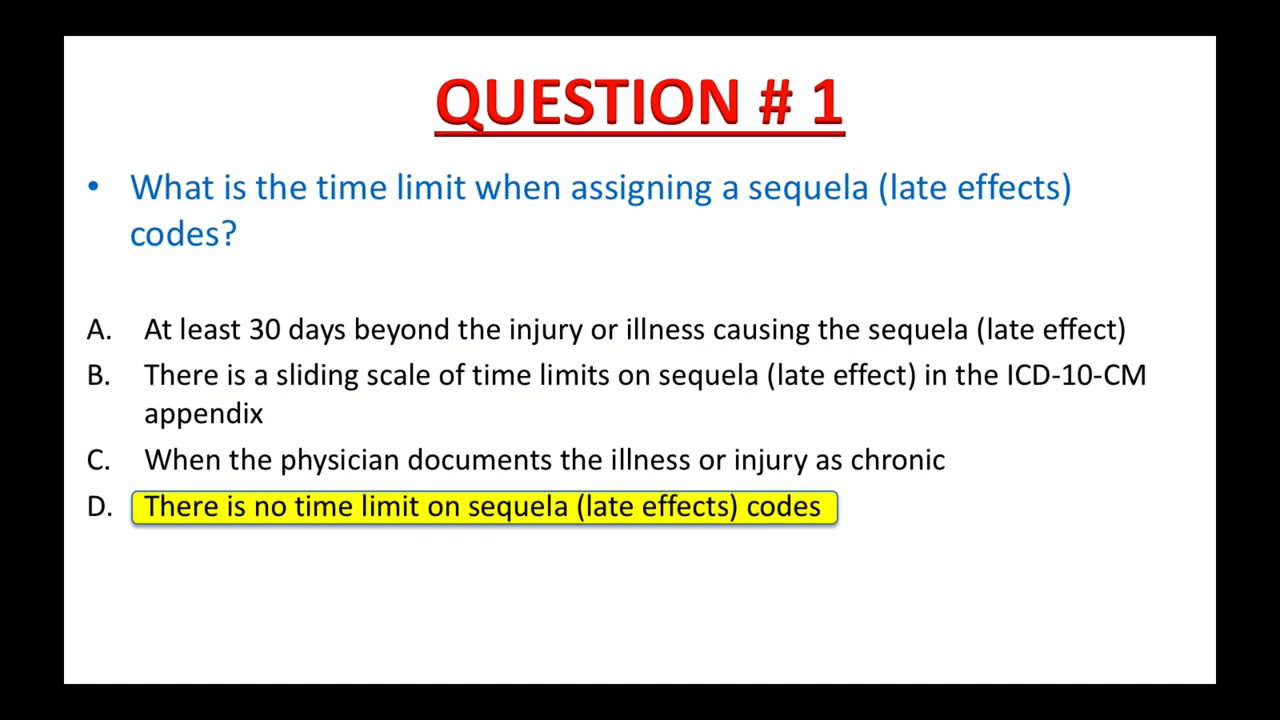 QUESTION # 1
• What is the time limit when assigning a sequela (late effects)
codes?
A. At least 30 days beyond the injury or illness causing the sequela (late effect)
B. There is a sliding scale of time limits on sequela (late effect) in the ICD-10-CM
appendix
C. When the physician documents the illness or injury as chronic
D. There is no time limit on sequela (late effects) codes